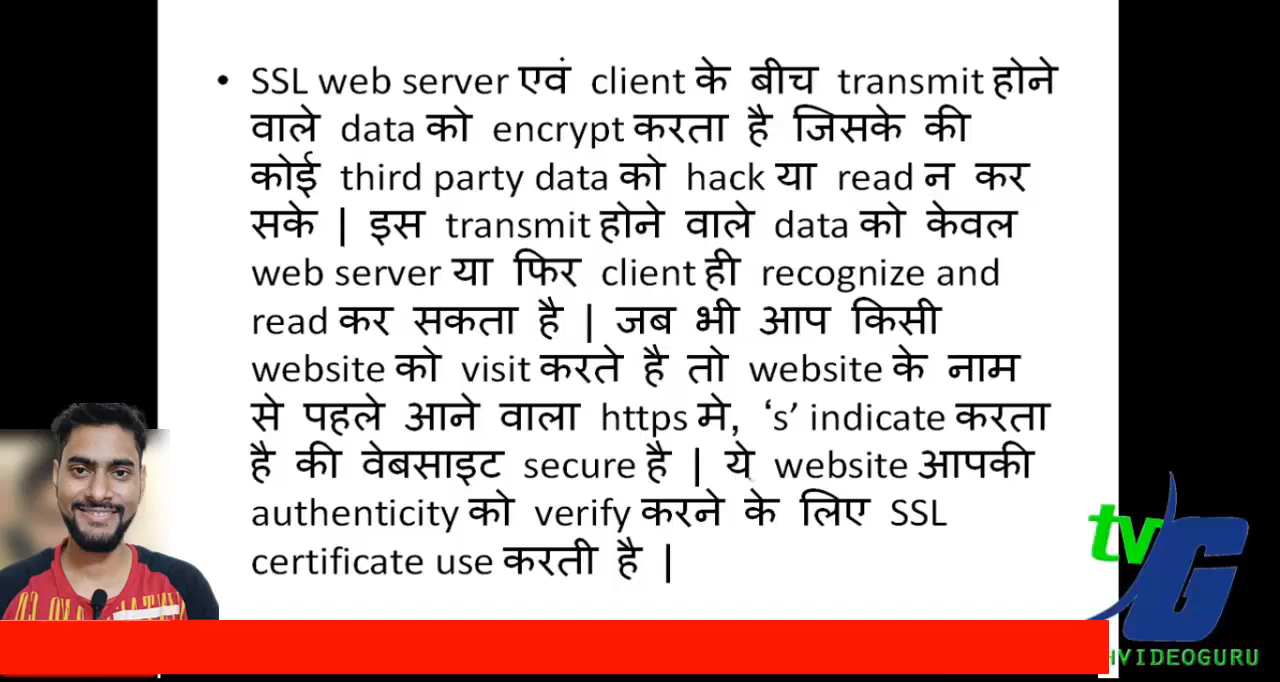 • SSL web server एवं client के बीच transmit होने
वाले data को encrypt करता है जिसके की
कोई third party data को hack या read न कर
सके | इस transmit होने वाले data को केवल
web server या फिर client ही recognize and
read कर सकता है | जब भी आप किसी
website को visit करते है तो website के नाम
से पहले आने वाला https मे, ‘s’ indicate करता
है की वेबसाइट secure है | ये website आपकी
authenticity को verify करने के लिए SSL
certificate use करती है |
tvG
HVIDEOGURU